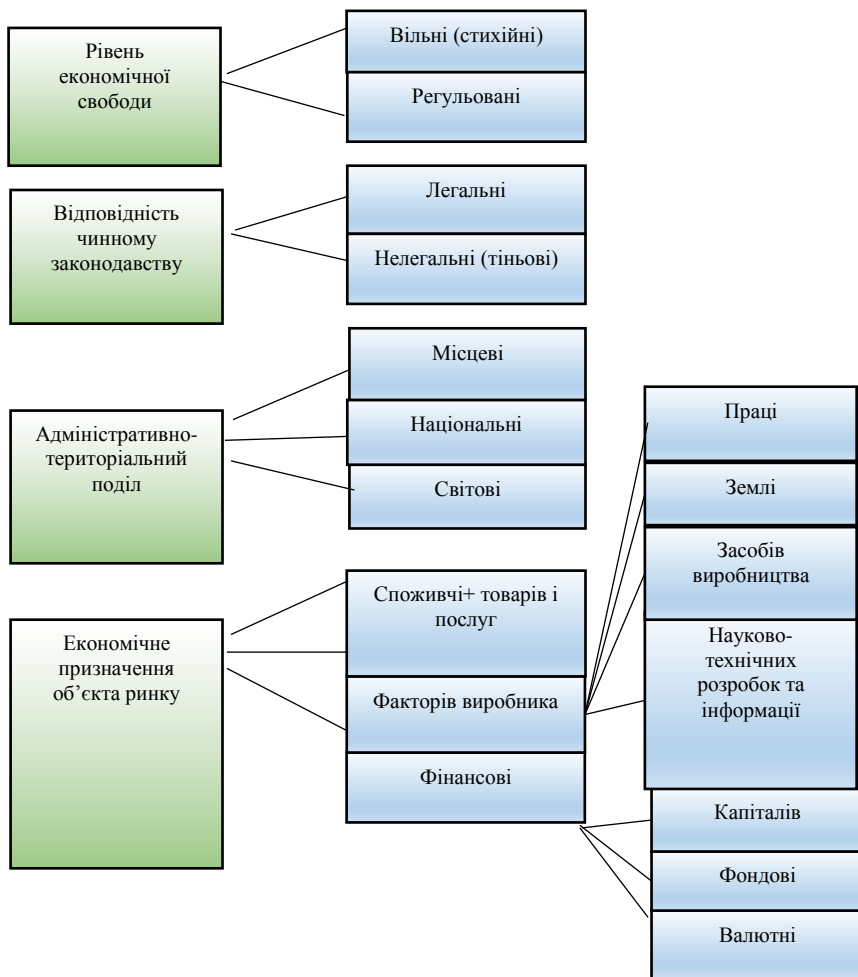 Рівень
економічної
свободи
Вільні (стихійні)
Регульовані
Відповідність
чинному
законодавству
Легальні
Нелегальні (тіньові)
Адміністративно-
територіальний
поділ
Місцеві
Національні
Світові
Економічне
призначення
об’єкта ринку
Споживчі+ товарів і
послуг
Факторів виробника
Фінансові
Праці
Землі
Засобів
виробництва
Науково-
технічних
розробок та
інформації
Капіталів
Фондові
Валютні